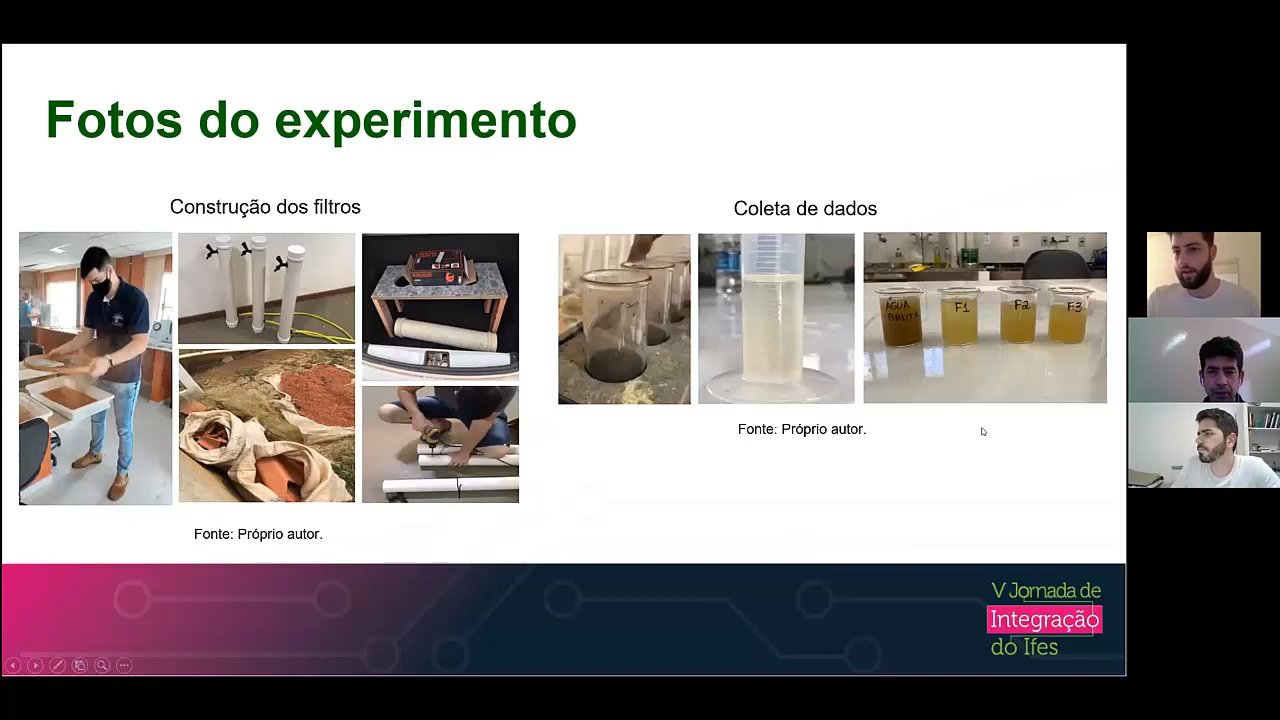 Fotos do experimento
Construção dos filtros
Coleta de dados
ÁGUA
BRUTA
F1
F2
F3
Fonte: Próprio autor.
Fonte: Próprio autor.
V Jornada de
Integração
do Ifes